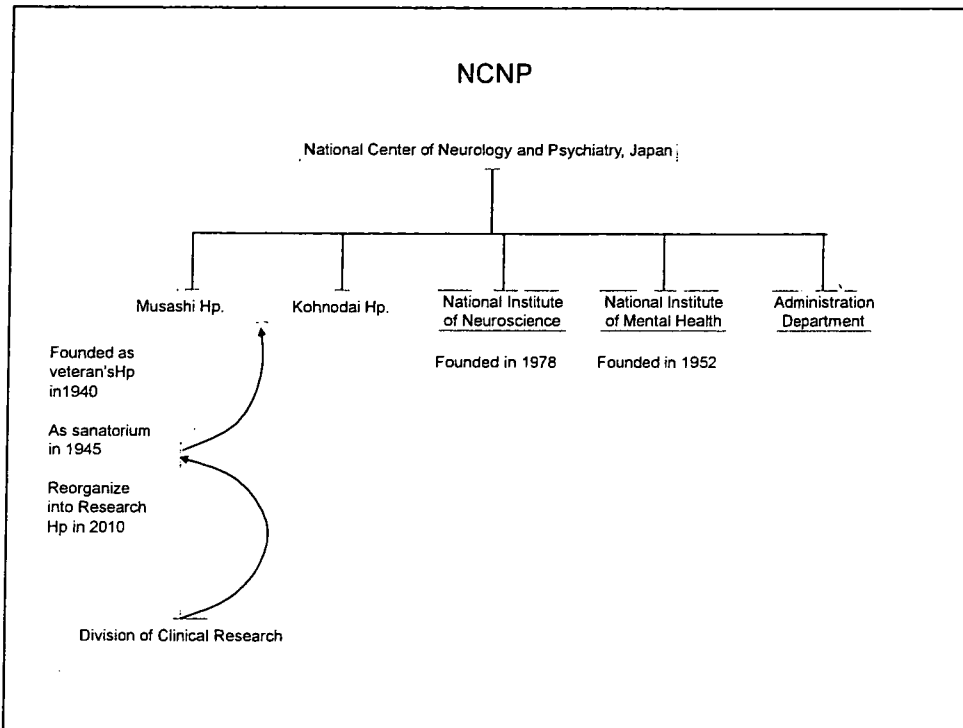 NCNP
National Center of Neurology and Psychiatry, Japan
Musashi Hp.
Kohnodai Hp.
National Institute
of Neuroscience
National Institute
of Mental Health
Administration
Department
Founded as
veteran'sHp
in1940
As sanatorium
in 1945
Reorganize
into Research
Hp in 2010
Founded in 1978
Founded in 1952
Division of Clinical Research